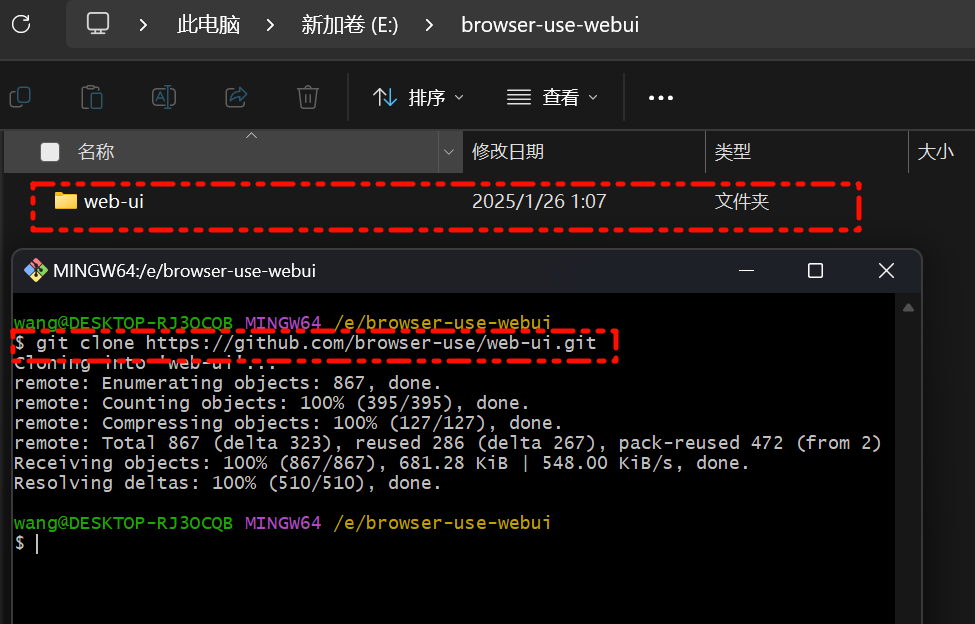 此电脑 > 新加卷 (E:) > browser-use-webui
排序 查看
名称 修改日期 类型 大小
web-ui 2025/1/26 1:07 文件夹
MINGW64:/e/browser-use-webui
wang@DESKTOP-RJ3OCQB MINGW64 /e/browser-use-webui
$ git clone https://github.com/browser-use/web-ui.git
Cloning into 'web-ui'...
remote: Enumerating objects: 867, done.
remote: Counting objects: 100% (395/395), done.
remote: Compressing objects: 100% (127/127), done.
remote: Total 867 (delta 323), reused 286 (delta 267), pack-reused 472 (from 2)
Receiving objects: 100% (867/867), 681.28 KiB | 548.00 KiB/s, done.
Resolving deltas: 100% (510/510), done.
wang@DESKTOP-RJ3OCQB MINGW64 /e/browser-use-webui
$